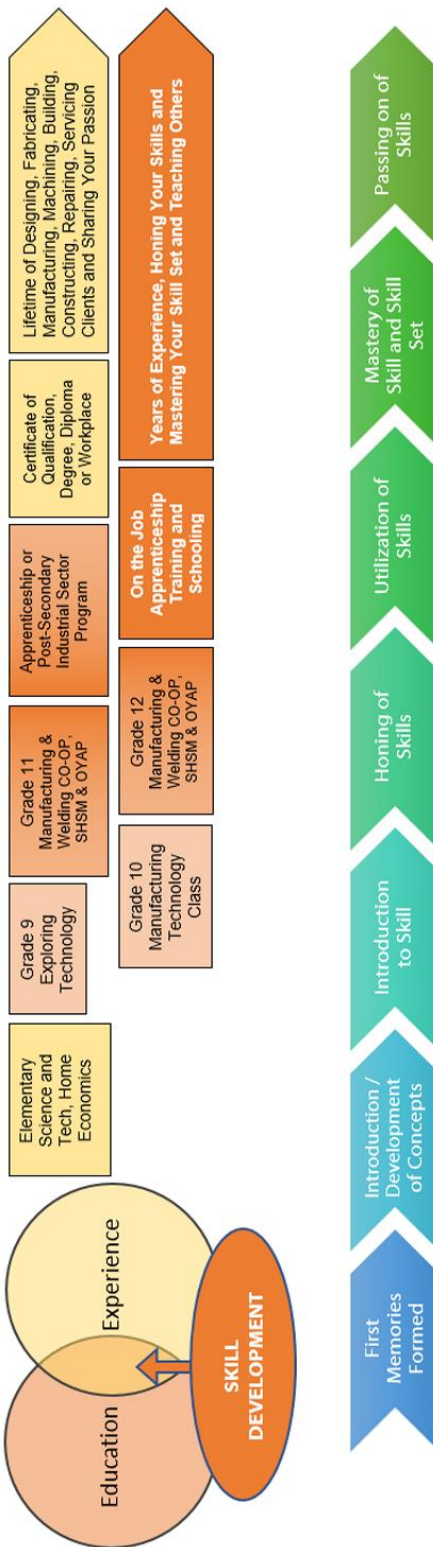 Education
Experience
SKILL
DEVELOPMENT
Elementary
Science and
Tech, Home
Economics
Grade 9
Exploring
Technology
Grade 10
Manufacturing
Technology
Class
Grade 11
Manufacturing &
Welding CO-OP,
SHSM & OYAP
Grade 12
Manufacturing &
Welding CO-OP,
SHSM & OYAP
Apprenticeship or
Post-Secondary
Industrial Sector
Program
On the Job
Apprenticeship
Training and
Schooling
Certificate of
Qualification,
Degree, Diploma
or Workplace
Lifetime of Designing, Fabricating,
Manufacturing, Machining, Building,
Constructing, Repairing, Servicing
Clients and Sharing Your Passion
Years of Experience, Honing Your Skills and
Mastering Your Skill Set and Teaching Others
First
Memories
Formed
Introduction /
Development
of Concepts
Introduction
to Skill
Honing of
Skills
Utilization of
Skills
Mastery of
Skill and Skill
Set
Passing on of
Skills